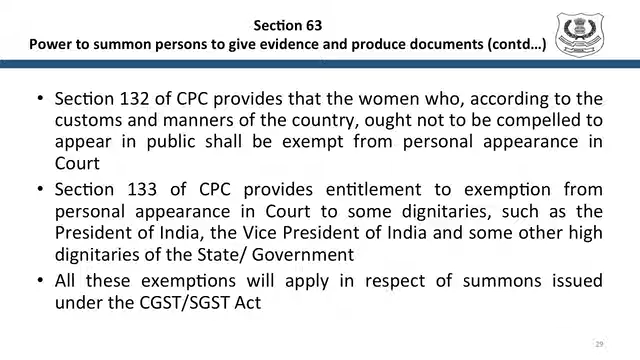 Section 63
Power to summon persons to give evidence and produce documents (contd…)
• Section 132 of CPC provides that the women who, according to the
customs and manners of the country, ought not to be compelled to
appear in public shall be exempt from personal appearance in
Court
• Section 133 of CPC provides entitlement to exemption from
personal appearance in Court to some dignitaries, such as the
President of India, the Vice President of India and some other high
dignitaries of the State/ Government
• All these exemptions will apply in respect of summons issued
under the CGST/SGST Act
29